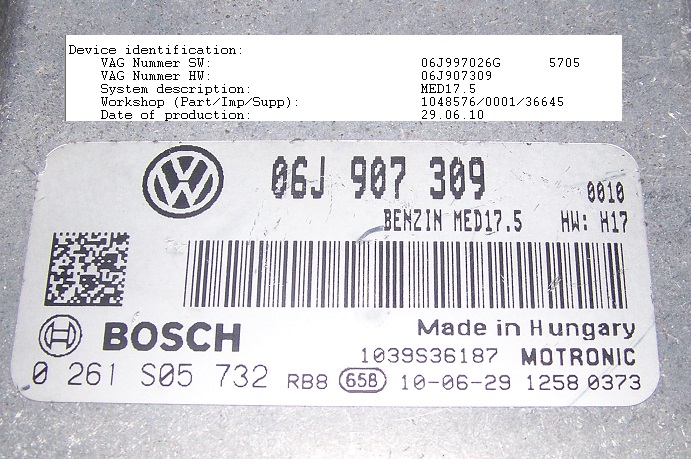 Device identification:
VAG Nummer SW: 06J997026G 5705
VAG Nummer HW: 06J907309
System description: MED17.5
Workshop (Part/Imp/Supp): 1048576/0001/36645
Date of production: 29.06.10
06J 907 309
0010
BENZIN MED17.5 HW: H17
BOSCH Made in Hungary
1039S36187 MOTRONIC
0 261 S05 732 RB8 658 10-06-29 1258 0373